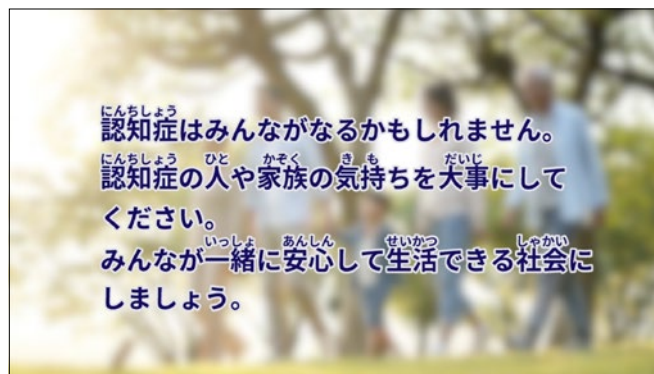 認知症はみんながなるかもしれません。
認知症の人や家族の気持ちを大事にして
ください。
みんなが一緒に安心して生活できる社会に
しましょう。